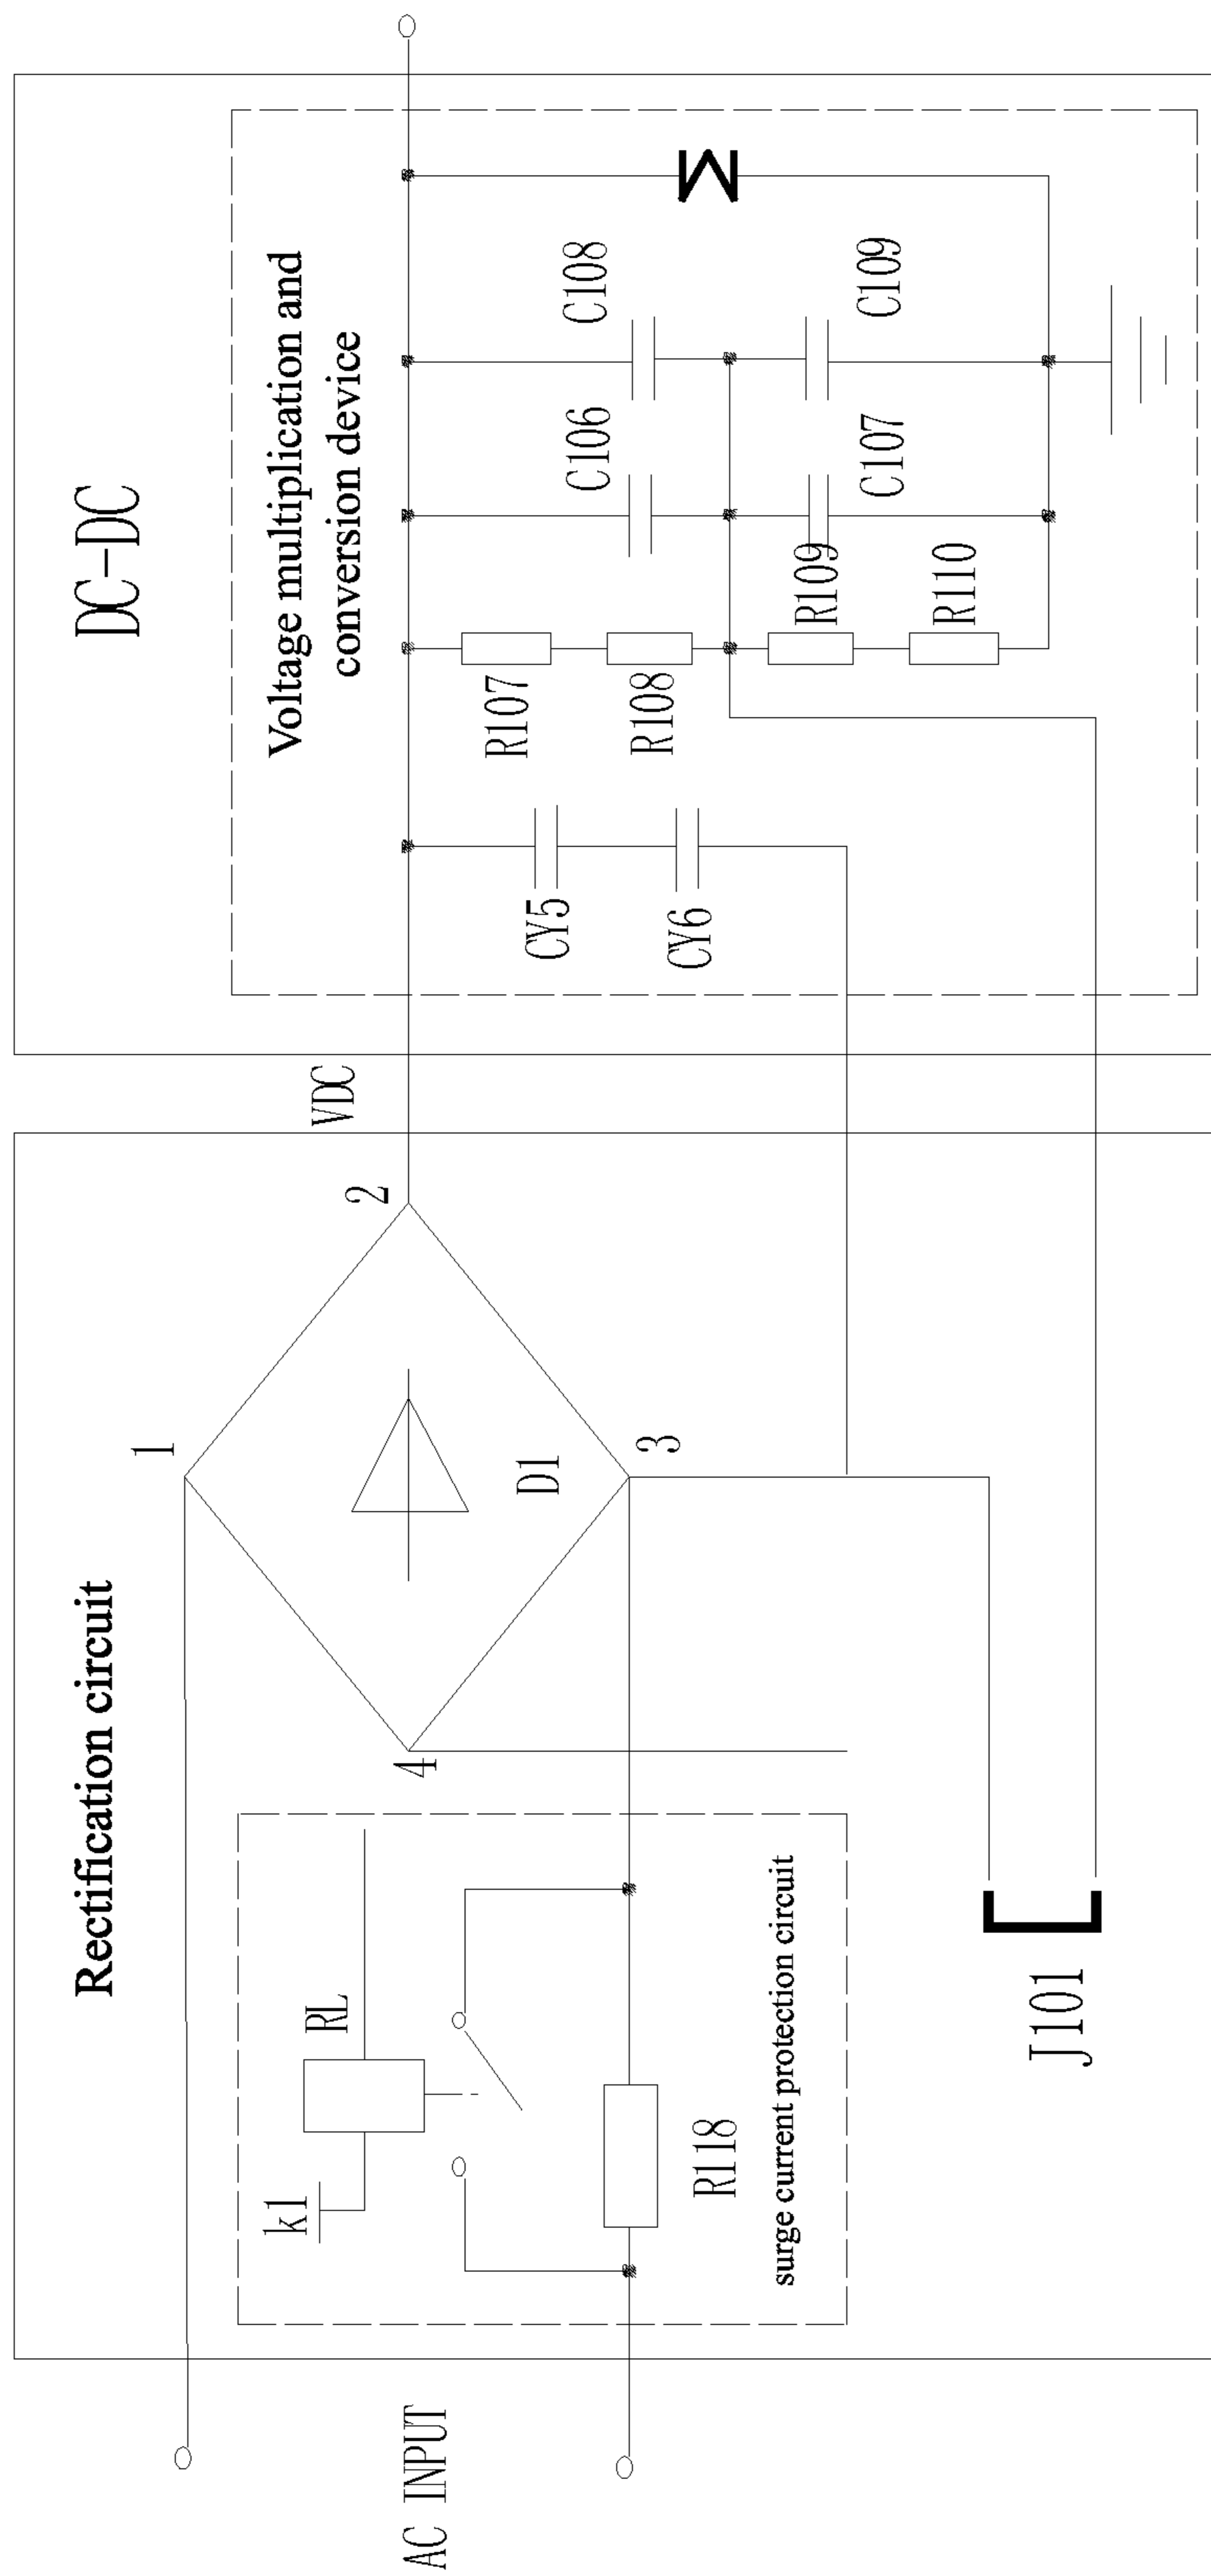 Rectification circuit
AC INPUT
k1
RL
R118
surge current protection circuit
1
2
3
4
D1
J101
VDC
DC-DC
Voltage multiplication and
conversion device
CY5
CY6
R107
R108
R109
R110
C106
C107
C108
C109